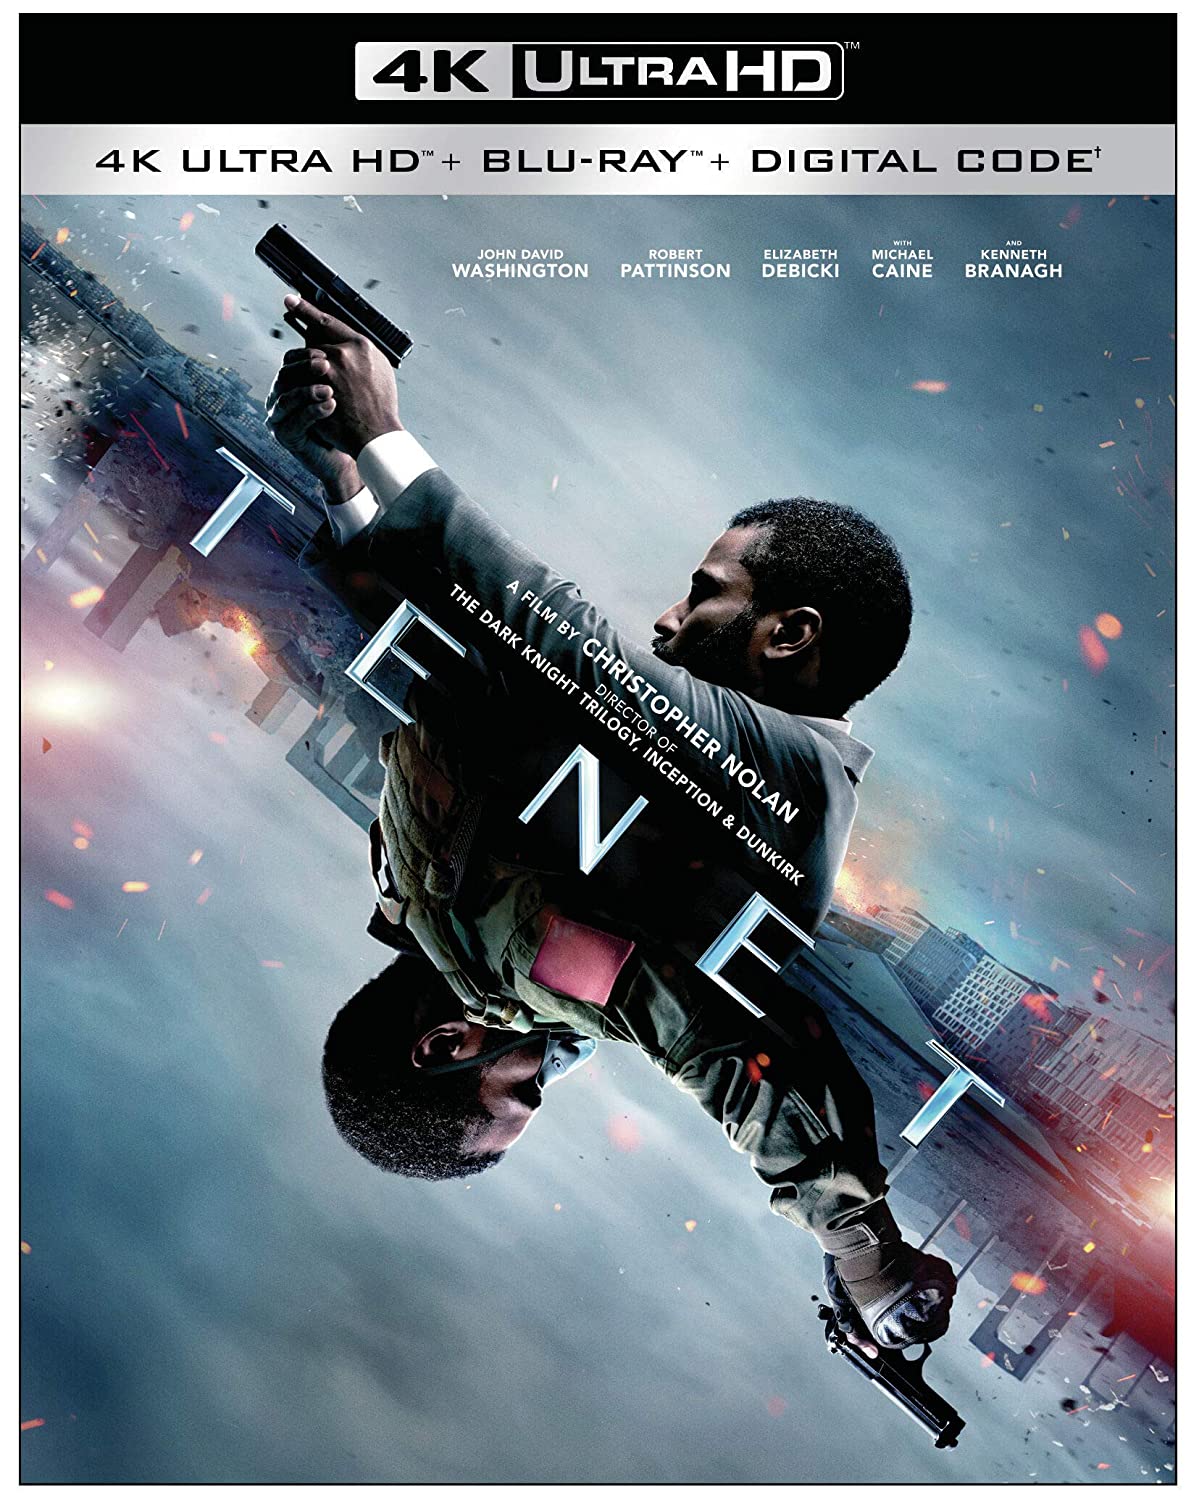 4K ULTRA HD™
4K ULTRA HD™ + BLU-RAY™ + DIGITAL CODE†
JOHN DAVID
WASHINGTON
ROBERT
PATTINSON
ELIZABETH
DEBICKI
WITH
MICHAEL
CAINE
AND
KENNETH
BRANAGH
A FILM BY CHRISTOPHER NOLAN
DIRECTOR OF
THE DARK KNIGHT TRILOGY, INCEPTION & DUNKIRK
TENET